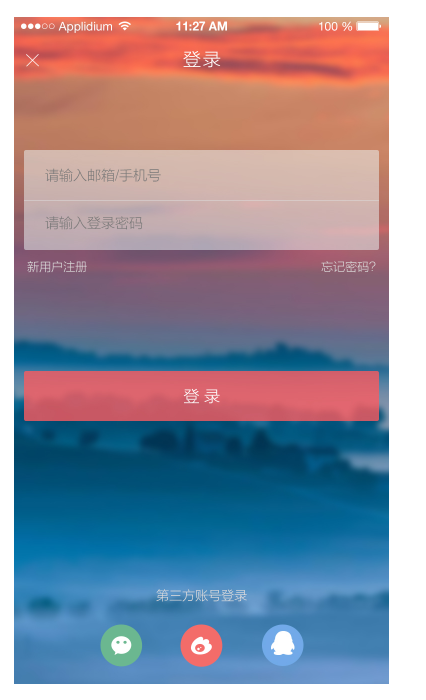 Applidium 11:27 AM 100 %
登录
请输入邮箱/手机号
请输入登录密码
新用户注册 忘记密码?
登 录
第三方账号登录